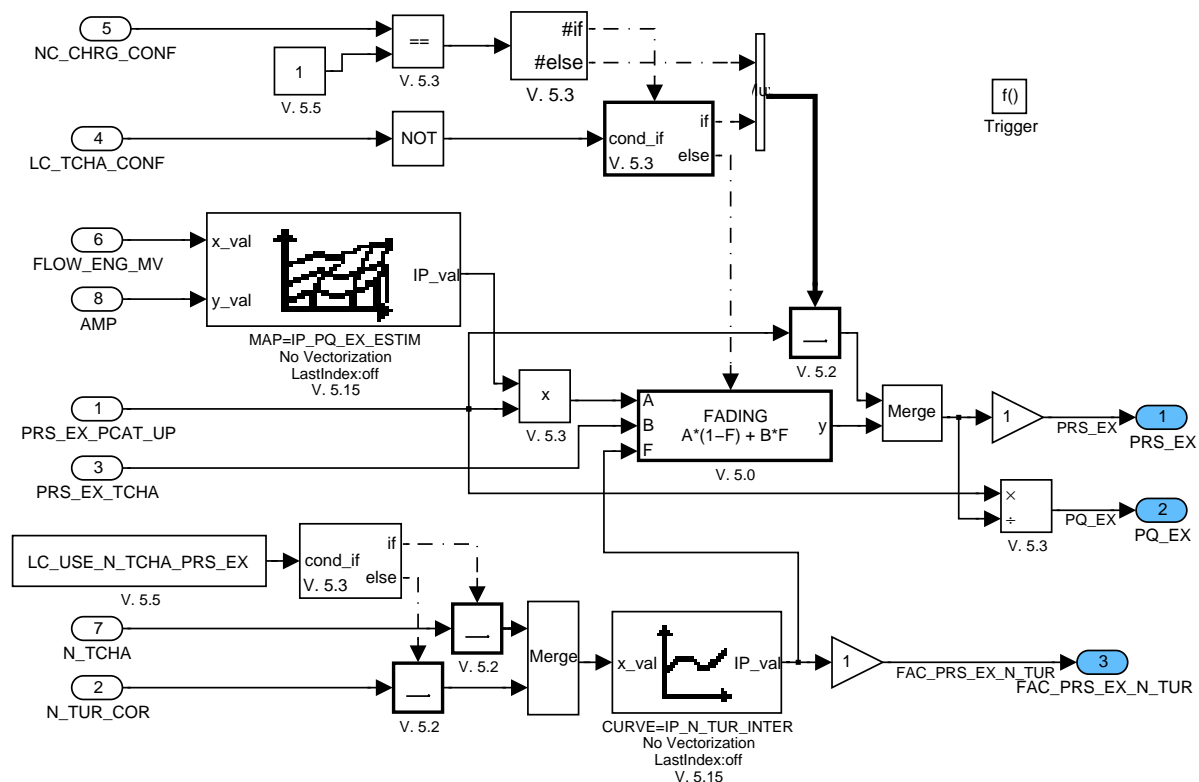 5
NC_CHRG_CONF
1
V. 5.5
==
V. 5.3
#if
#else
V. 5.3
f()
Trigger
4
LC_TCHA_CONF
NOT
cond_if
V. 5.3
if
else
6
FLOW_ENG_MV
8
AMP
x_val
y_val
IP_val
MAP=IP_PQ_EX_ESTIM
No Vectorization
LastIndex:off
V. 5.15
V. 5.2
1
PRS_EX_PCAT_UP
x
V. 5.3
3
PRS_EX_TCHA
A
B
F
FADING
A*(1−F) + B*F
y
V. 5.0
Merge
1
PRS_EX
1
PRS_EX
×
÷
V. 5.3
PQ_EX
2
PQ_EX
LC_USE_N_TCHA_PRS_EX
V. 5.5
cond_if
V. 5.3
if
else
7
N_TCHA
V. 5.2
2
N_TUR_COR
V. 5.2
Merge
x_val
IP_val
CURVE=IP_N_TUR_INTER
No Vectorization
LastIndex:off
V. 5.15
1
FAC_PRS_EX_N_TUR
3
FAC_PRS_EX_N_TUR